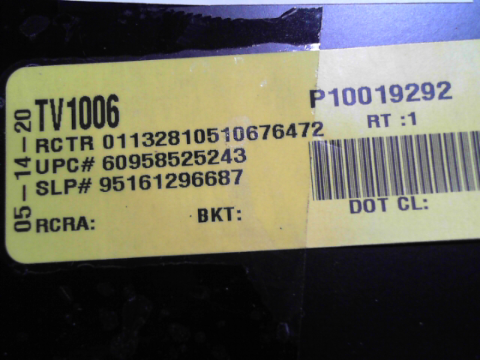 05-14-20
TV1006
P10019292
RCTR 01132810510676472
RT :1
UPC# 60958525243
SLP# 95161296687
RCRA:
BKT:
DOT CL: